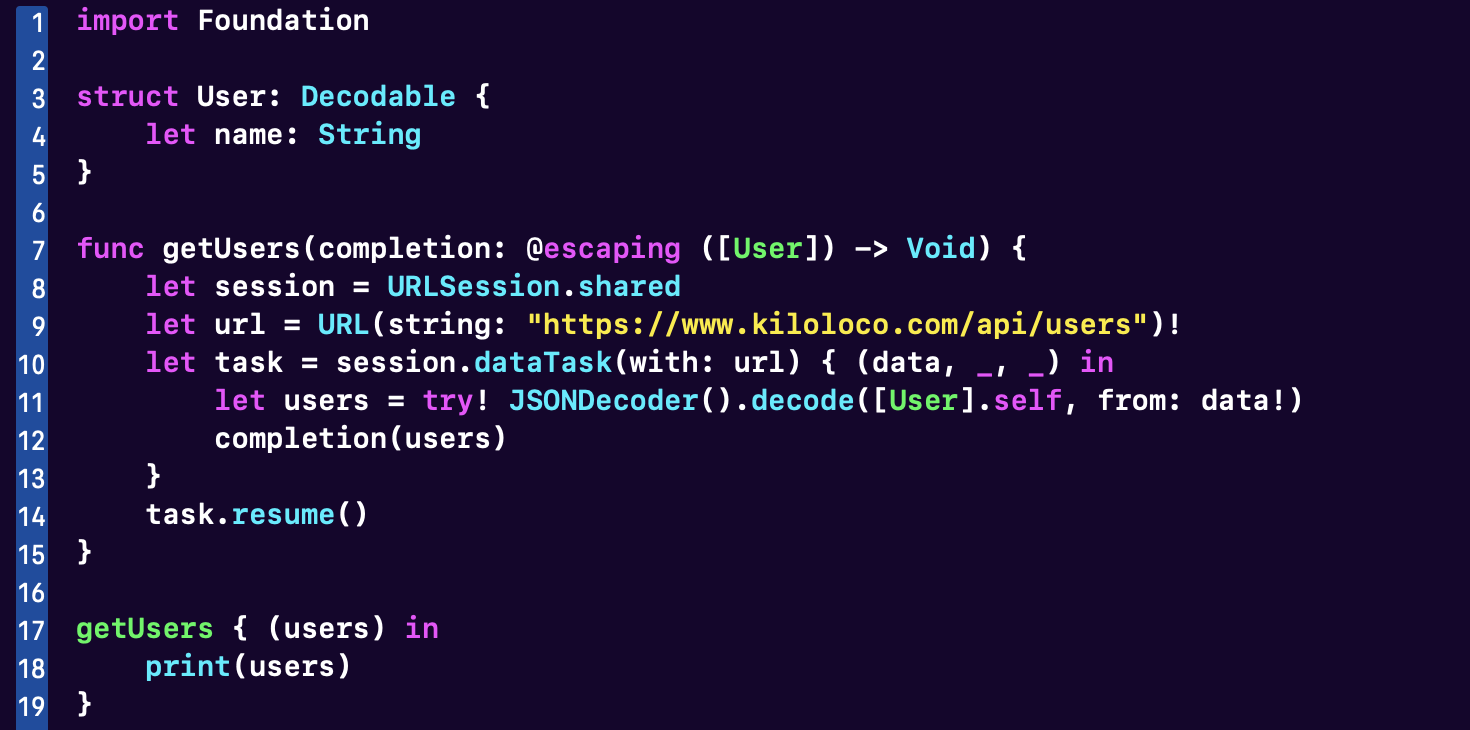 1 import Foundation
2
3 struct User: Decodable {
4     let name: String
5 }
6
7 func getUsers(completion: @escaping ([User]) -> Void) {
8     let session = URLSession.shared
9     let url = URL(string: "https://www.kiloloco.com/api/users")!
10     let task = session.dataTask(with: url) { (data, _, _) in
11         let users = try! JSONDecoder().decode([User].self, from: data!)
12         completion(users)
13     }
14     task.resume()
15 }
16
17 getUsers { (users) in
18     print(users)
19 }